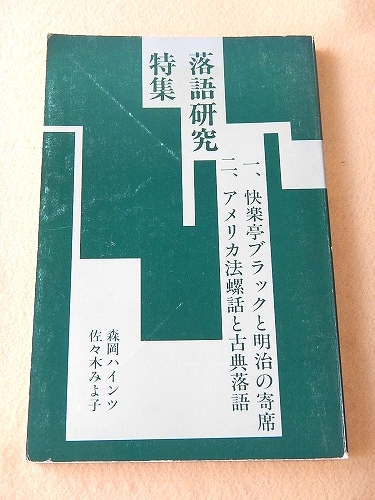 落語研究
特集
一、快楽亭ブラックと明治の寄席
二、アメリカ法螺話と古典落語
森岡ハインツ
佐々木みよ子